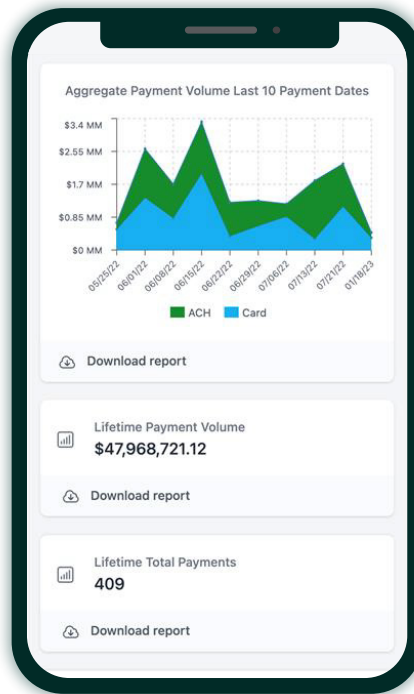 Aggregate Payment Volume Last 10 Payment Dates
$3.4 MM
$2.55 MM
$1.7 MM
$0.85 MM
$0 MM
05/25/22
06/01/22
06/08/22
06/15/22
06/22/22
06/29/22
07/06/22
07/13/22
07/21/22
01/18/23
ACH Card
Download report
Lifetime Payment Volume
$47,968,721.12
Download report
Lifetime Total Payments
409
Download report